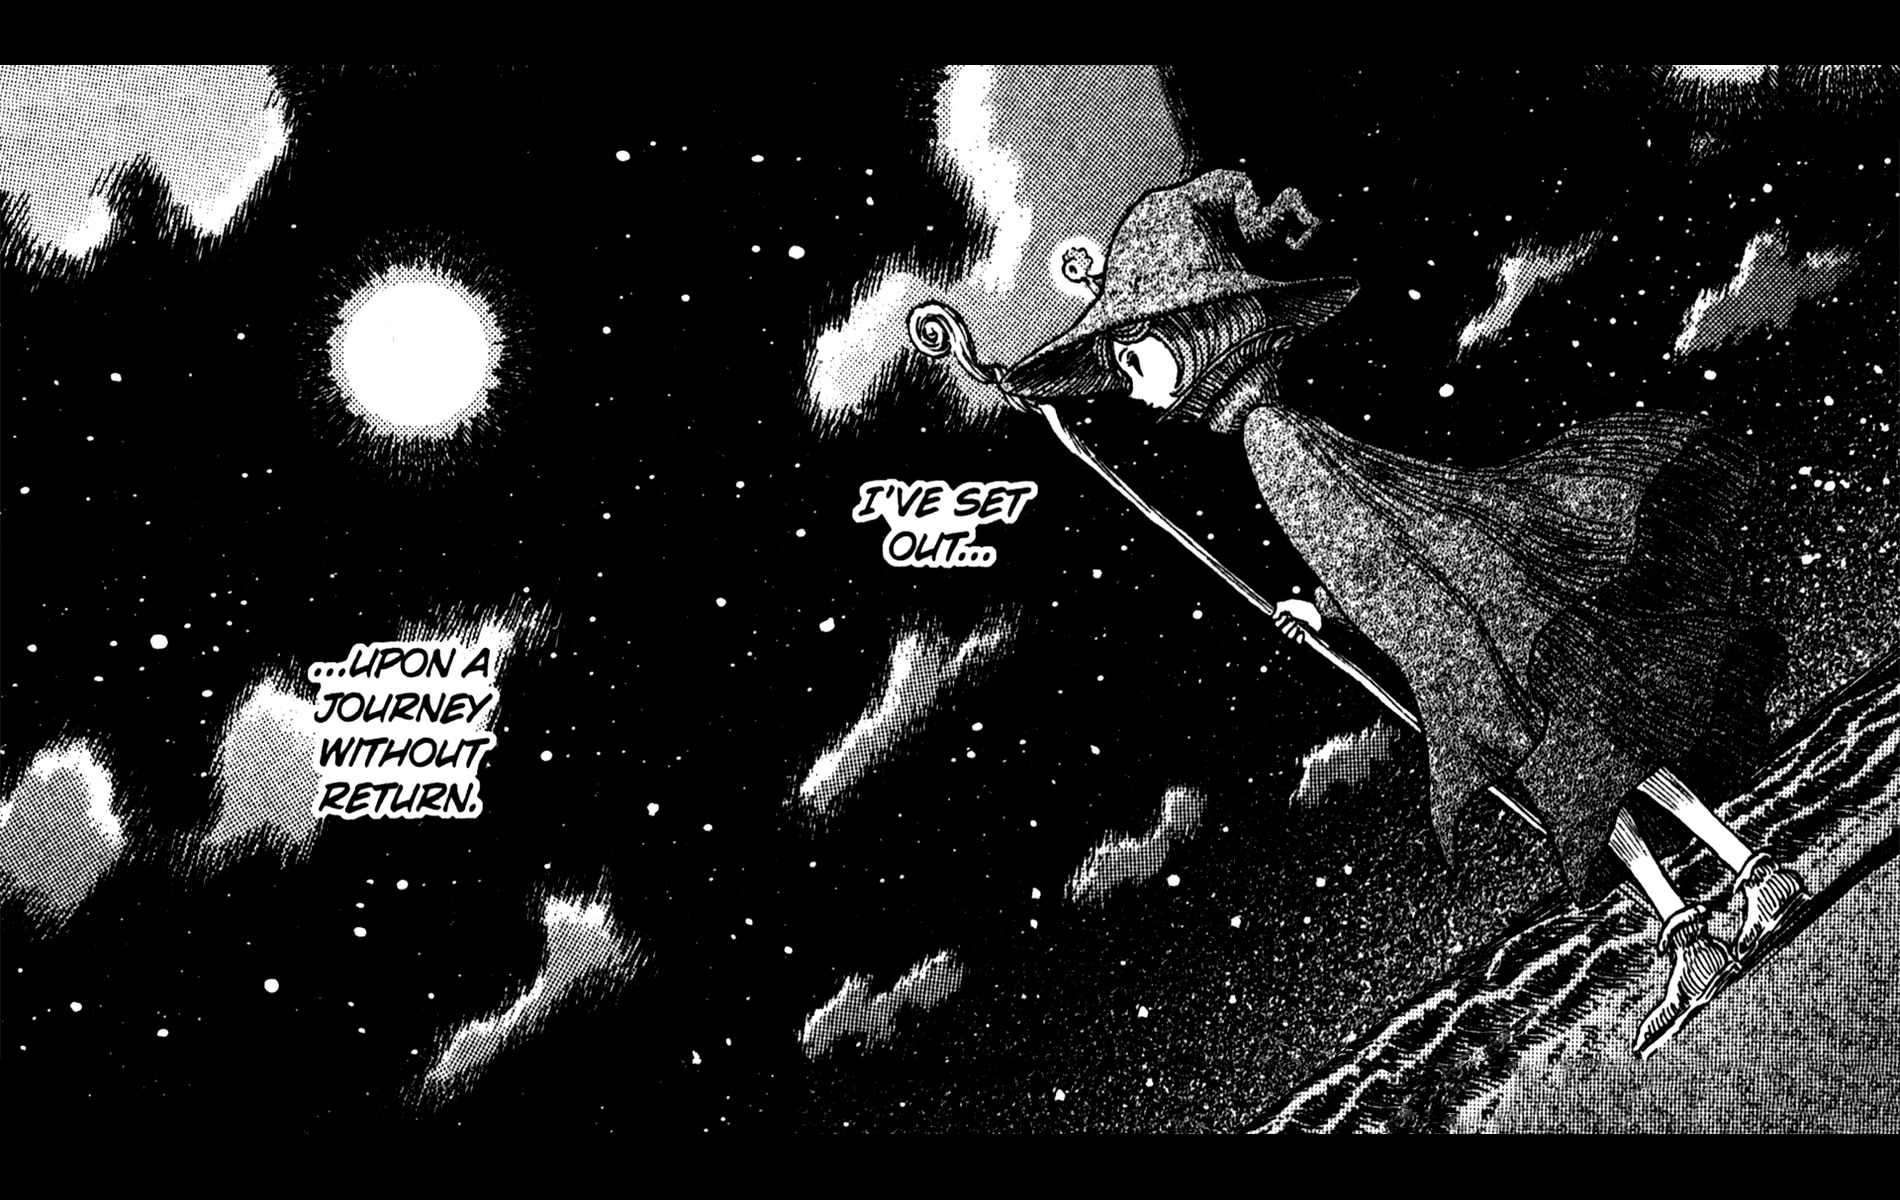 I'VE SET
OUT...
...UPON A
JOURNEY
WITHOUT
RETURN.